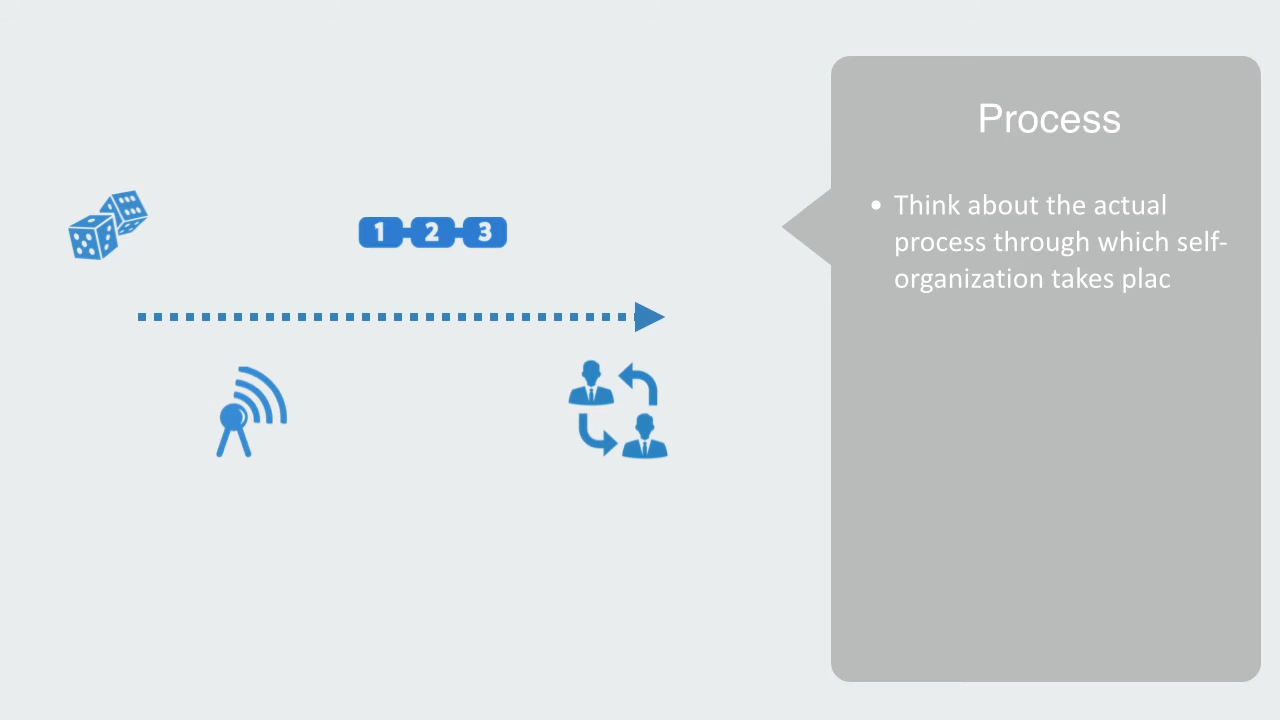 Process
1 2 3
• Think about the actual
process through which self-
organization takes plac